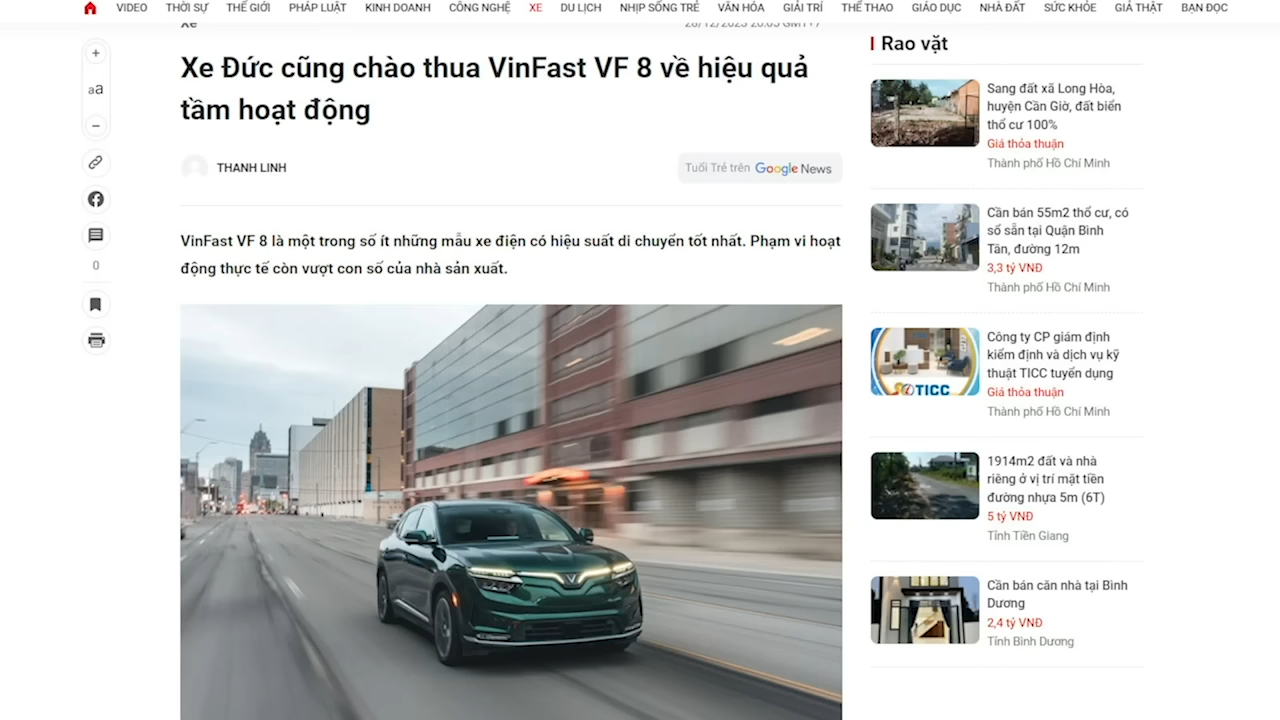 VIDEO THỜI SỰ THẾ GIỚI PHÁP LUẬT KINH DOANH CÔNG NGHỆ XE DU LỊCH NHỊP SỐNG TRẺ VĂN HÓA GIẢI TRÍ THỂ THAO GIÁO DỤC NHÀ ĐẤT SỨC KHỎE GIẢ THẬT BẠN ĐỌC
Xe
+
aa
−
0
Xe Đức cũng chào thua VinFast VF 8 về hiệu quả
tầm hoạt động
THANH LINH
Tuổi Trẻ trên Google News
VinFast VF 8 là một trong số ít những mẫu xe điện có hiệu suất di chuyển tốt nhất. Phạm vi hoạt
động thực tế còn vượt con số của nhà sản xuất.
Rao vặt
Sang đất xã Long Hòa,
huyện Cần Giờ, đất biển
thổ cư 100%
Giá thỏa thuận
Thành phố Hồ Chí Minh
Cần bán 55m2 thổ cư, có
sổ sẵn tại Quận Bình
Tân, đường 12m
3,3 tỷ VNĐ
Thành phố Hồ Chí Minh
TICC
Công ty CP giám định
kiểm định và dịch vụ kỹ
thuật TICC tuyển dụng
Giá thỏa thuận
Thành phố Hồ Chí Minh
1914m2 đất và nhà
riêng ở vị trí mặt tiền
đường nhựa 5m (6T)
5 tỷ VNĐ
Tỉnh Tiền Giang
Cần bán căn nhà tại Bình
Dương
2,4 tỷ VNĐ
Tỉnh Bình Dương